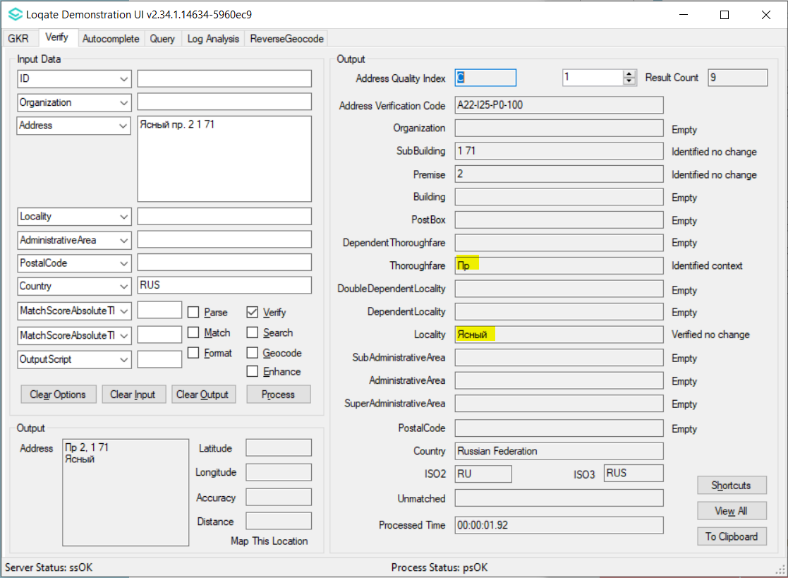 Loqate Demonstration UI v2.34.1.14634-5960ec9
GKR Verify Autocomplete Query Log Analysis ReverseGeocode
Input Data
ID
Organization
Address Ясный пр. 2 1 71
Locality
AdministrativeArea
PostalCode
Country RUS
MatchScoreAbsoluteTl Parse Verify
MatchScoreAbsoluteTl Match Search
OutputScript Format Geocode
Enhance
Clear Options Clear Input Clear Output Process
Output
Address Пр 2, 1 71
Ясный
Latitude
Longitude
Accuracy
Distance
Map This Location
Output
Address Quality Index C 1 Result Count 9
Address Verification Code A22-I25-P0-100
Organization Empty
SubBuilding 1 71 Identified no change
Premise 2 Identified no change
Building Empty
PostBox Empty
DependentThoroughfare Empty
Thoroughfare Пр Identified context
DoubleDependentLocality Empty
DependentLocality Empty
Locality Ясный Verified no change
SubAdministrativeArea Empty
AdministrativeArea Empty
SuperAdministrativeArea Empty
PostalCode Empty
Country Russian Federation
ISO2 RU ISO3 RUS
Unmatched
Processed Time 00:00:01.92
Shortcuts
View All
To Clipboard
Server Status: ssOK Process Status: psOK